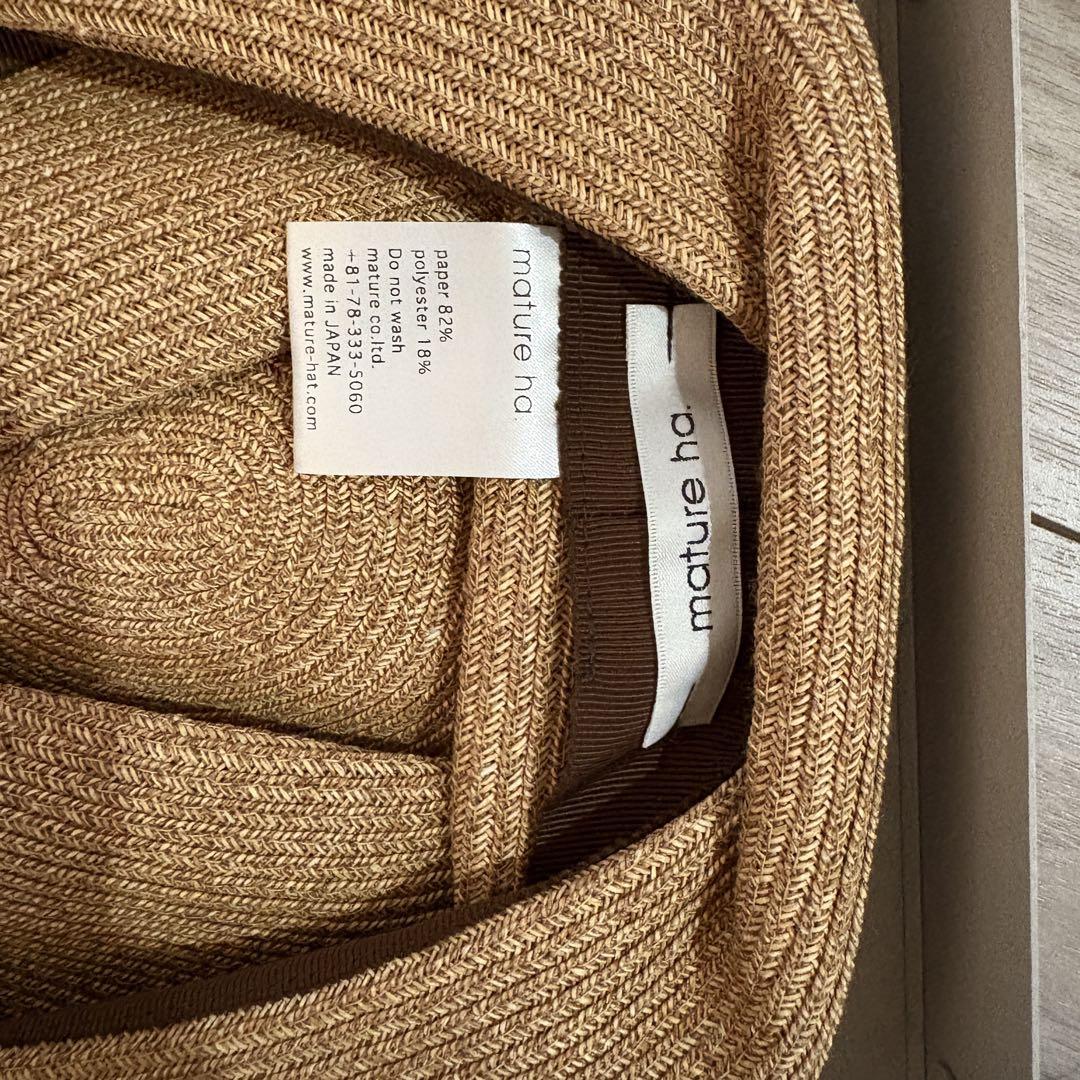 mature ha
paper 82%
polyester 18%
Do not wash
mature co.ltd.
+81-78-333-5060
made in JAPAN
www.mature-hat.com
mature ha.